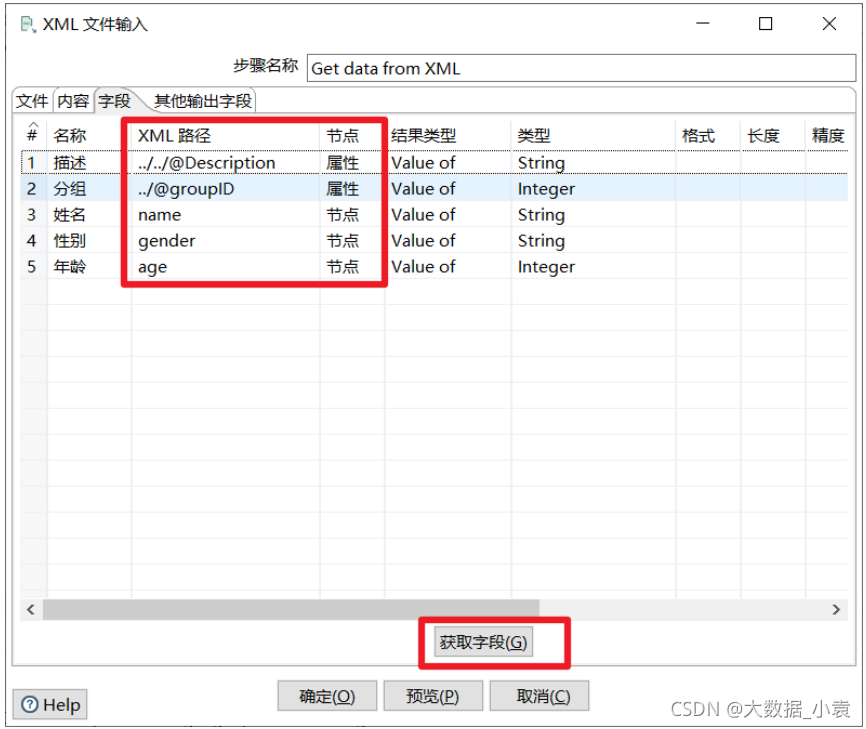 XML 文件输入
步骤名称 Get data from XML
文件 内容 字段 其他输出字段
# 名称 XML 路径 节点 结果类型 类型 格式 长度 精度
1 描述 ../../@Description 属性 Value of String
2 分组 ../@groupID 属性 Value of Integer
3 姓名 name 节点 Value of String
4 性别 gender 节点 Value of String
5 年龄 age 节点 Value of Integer
获取字段(G)
Help 确定(O) 预览(P) 取消(C)
CSDN @大数据_小袁